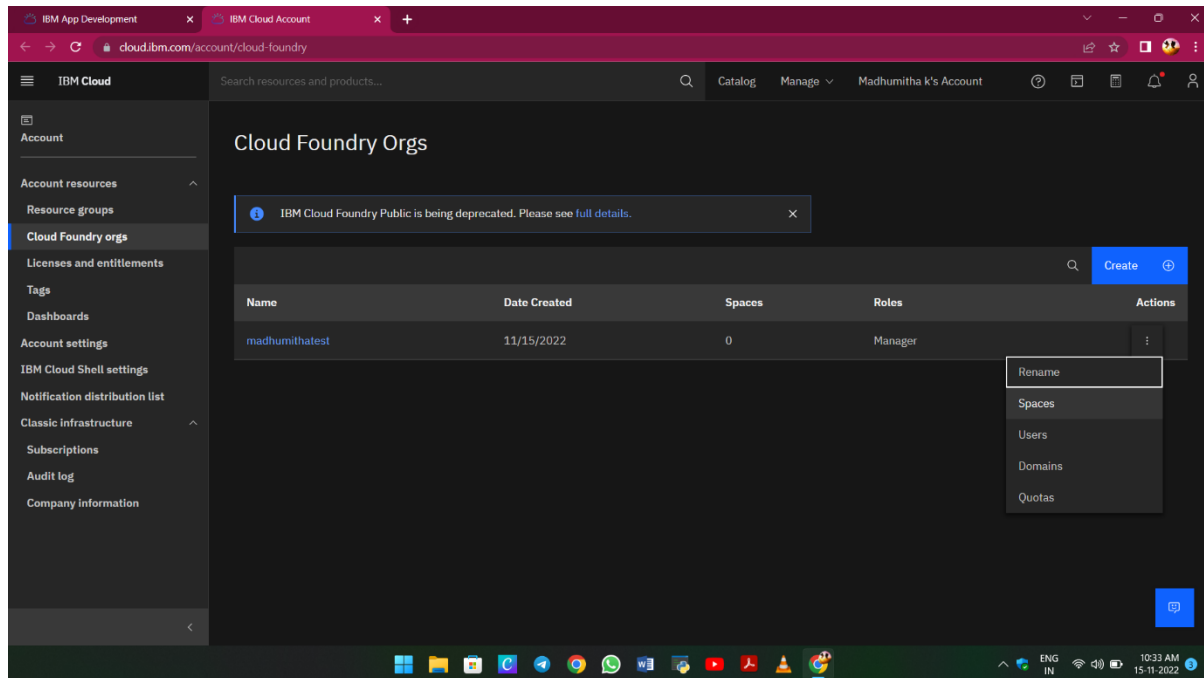 IBM App Development
IBM Cloud Account
cloud.ibm.com/account/cloud-foundry
IBM Cloud
Search resources and products...
Catalog
Manage
Madhumitha k's Account
Account
Cloud Foundry Orgs
Account resources
Resource groups
IBM Cloud Foundry Public is being deprecated. Please see full details.
Cloud Foundry orgs
Licenses and entitlements
Create
Tags
Name Date Created Spaces Roles Actions
Dashboards
Account settings
madhumithatest 11/15/2022 0 Manager
IBM Cloud Shell settings
Rename
Notification distribution list
Spaces
Classic infrastructure
Users
Subscriptions
Domains
Audit log
Quotas
Company information
ENG
IN
10:33 AM
15-11-2022
3